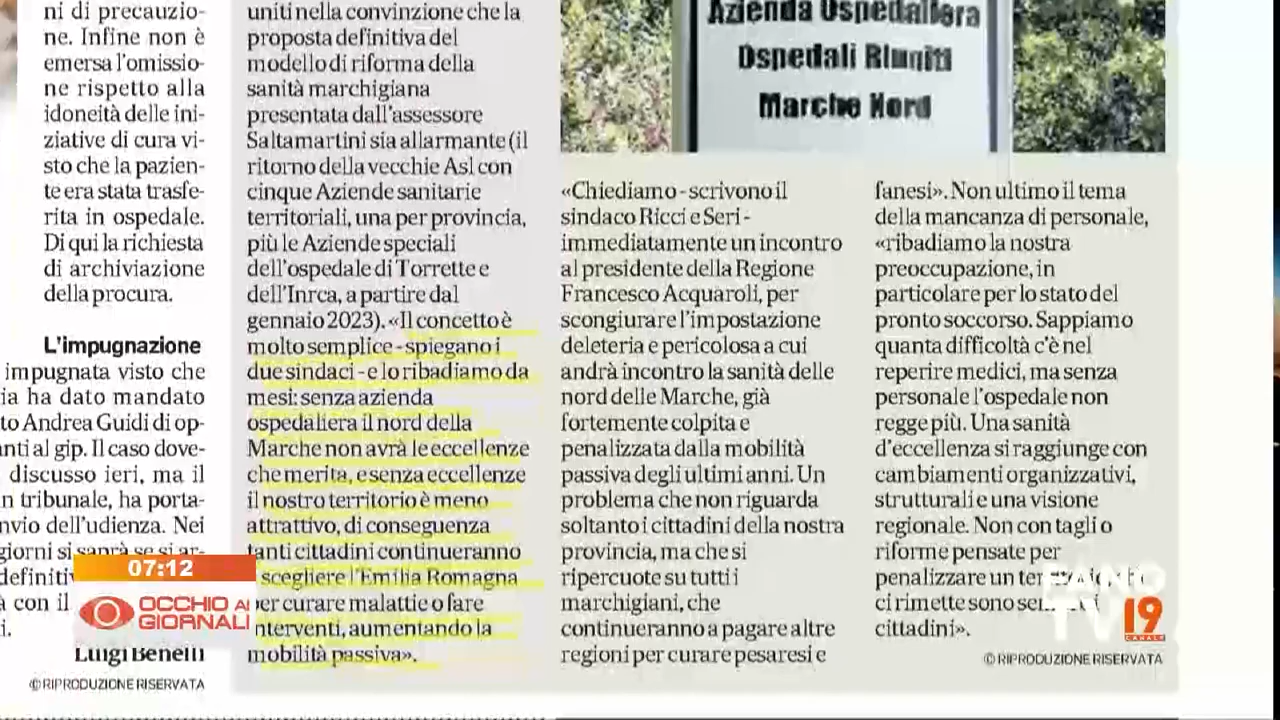 ni di precauzio-
ne. Infine non è
emersa l'omissio-
ne rispetto alla
idoneità delle ini-
ziative di cura vi-
sto che la pazien-
te era stata trasfe-
rita in ospedale.
Di qui la richiesta
di archiviazione
della procura.
L'impugnazione
impugnata visto che
ia ha dato mandato
to Andrea Guidi di op-
nti al gip. Il caso dove-
discusso ieri, ma il
n tribunale, ha porta-
nvio dell'udienza. Nei
giorni si saprà se si ar-
definitiv
à con il
i.
Luigi Benelli
© RIPRODUZIONE RISERVATA
uniti nella convinzione che la
proposta definitiva del
modello di riforma della
sanità marchigiana
presentata dall'assessore
Saltamartini sia allarmante (il
ritorno della vecchie Asl con
cinque Aziende sanitarie
territoriali, una per provincia,
più le Aziende speciali
dell'ospedale di Torrette e
dell'Inrca, a partire dal
gennaio 2023). «Il concetto è
molto semplice - spiegano i
due sindaci - e lo ribadiamo da
mesi: senza azienda
ospedaliera il nord della
Marche non avrà le eccellenze
che merita, e senza eccellenze
il nostro territorio è meno
attrattivo, di conseguenza
tanti cittadini continueranno
scegliere l'Emilia Romagna
per curare malattie o fare
nterventi, aumentando la
mobilità passiva».
Azienda Ospedaliera
Ospedali Riuniti
Marche Nord
«Chiediamo - scrivono il
sindaco Ricci e Seri -
immediatamente un incontro
al presidente della Regione
Francesco Acquaroli, per
scongiurare l'impostazione
deleteria e pericolosa a cui
andrà incontro la sanità delle
nord delle Marche, già
fortemente colpita e
penalizzata dalla mobilità
passiva degli ultimi anni. Un
problema che non riguarda
soltanto i cittadini della nostra
provincia, ma che si
ripercuote su tutti i
marchigiani, che
continueranno a pagare altre
regioni per curare pesaresi e
fanesi». Non ultimo il tema
della mancanza di personale,
«ribadiamo la nostra
preoccupazione, in
particolare per lo stato del
pronto soccorso. Sappiamo
quanta difficoltà c'è nel
reperire medici, ma senza
personale l'ospedale non
regge più. Una sanità
d'eccellenza si raggiunge con
cambiamenti organizzativi,
strutturali e una visione
regionale. Non con tagli o
riforme pensate per
penalizzare un
ci rimette sono
cittadini».
© RIPRODUZIONE RISERVATA
07:12
OCCHIO AI
GIORNALI
FANO
TV 19
CANALE